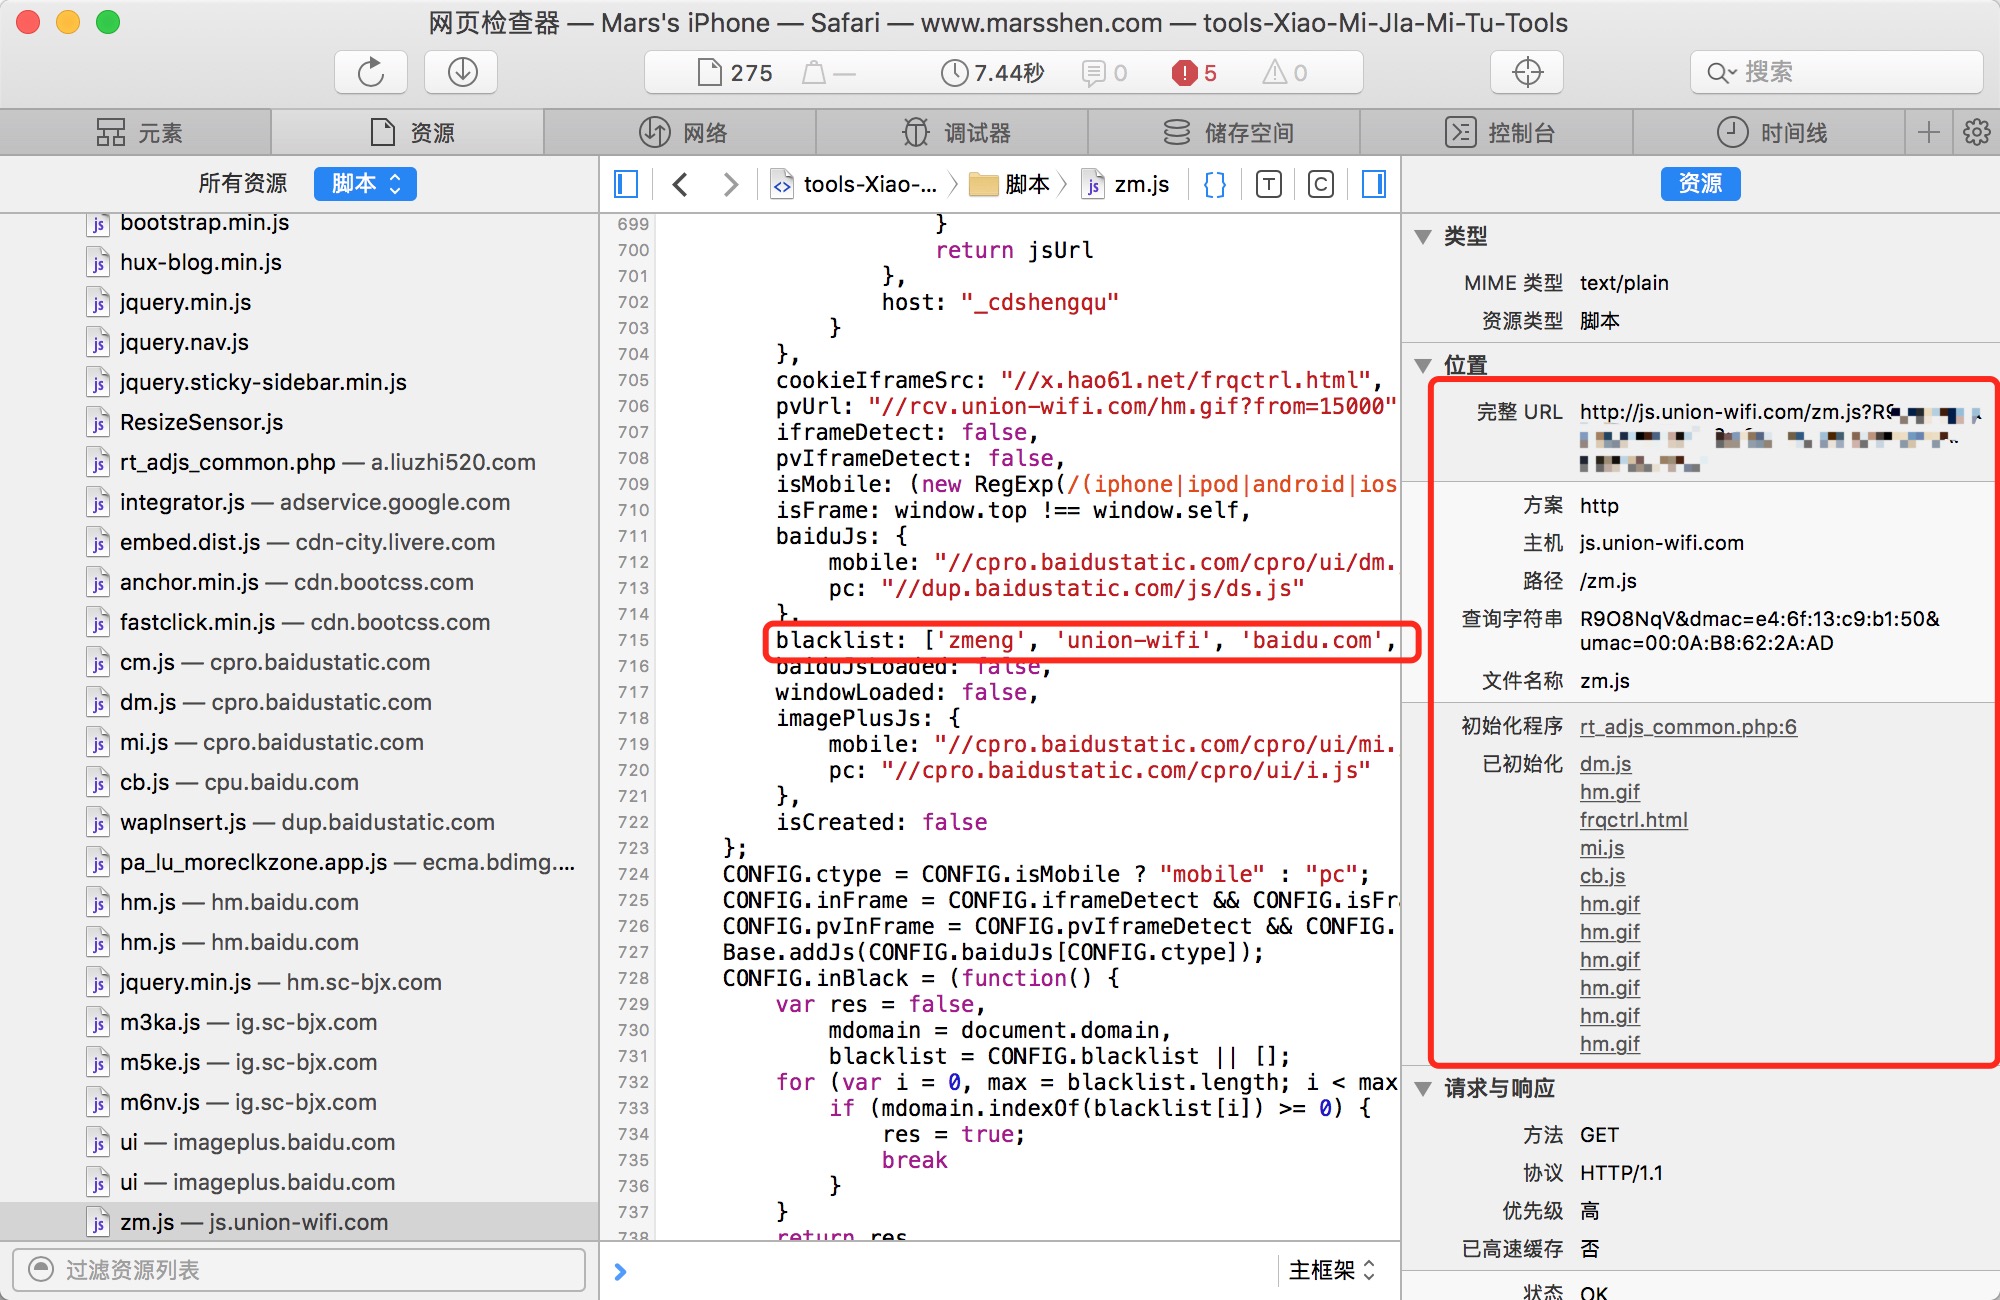 网页检查器 — Mars's iPhone — Safari — www.marsshen.com — tools-Xiao-Mi-JIa-Mi-Tu-Tools
275 — 7.44秒 0 5 0
搜索
元素 资源 网络 调试器 储存空间 控制台 时间线
所有资源 脚本
bootstrap.min.js
hux-blog.min.js
jquery.min.js
jquery.nav.js
jquery.sticky-sidebar.min.js
ResizeSensor.js
rt_adjs_common.php — a.liuzhi520.com
integrator.js — adservice.google.com
embed.dist.js — cdn-city.livere.com
anchor.min.js — cdn.bootcss.com
fastclick.min.js — cdn.bootcss.com
cm.js — cpro.baidustatic.com
dm.js — cpro.baidustatic.com
mi.js — cpro.baidustatic.com
cb.js — cpu.baidu.com
wapInsert.js — dup.baidustatic.com
pa_lu_moreclkzone.app.js — ecma.bdimg....
hm.js — hm.baidu.com
hm.js — hm.baidu.com
jquery.min.js — hm.sc-bjx.com
m3ka.js — ig.sc-bjx.com
m5ke.js — ig.sc-bjx.com
m6nv.js — ig.sc-bjx.com
ui — imageplus.baidu.com
ui — imageplus.baidu.com
zm.js — js.union-wifi.com
过滤资源列表
tools-Xiao-... 脚本 zm.js {} T C
699 }
700 return jsUrl
701 },
702 host: "_cdshengqu"
703 }
704 },
705 cookieIframeSrc: "//x.hao61.net/frqctrl.html",
706 pvUrl: "//rcv.union-wifi.com/hm.gif?from=15000"
707 iframeDetect: false,
708 pvIframeDetect: false,
709 isMobile: (new RegExp(/(iphone|ipod|android|ios
710 isFrame: window.top !== window.self,
711 baiduJs: {
712 mobile: "//cpro.baidustatic.com/cpro/ui/dm.
713 pc: "//dup.baidustatic.com/js/ds.js"
714 },
715 blacklist: ['zmeng', 'union-wifi', 'baidu.com',
716 baiduJsLoaded: false,
717 windowLoaded: false,
718 imagePlusJs: {
719 mobile: "//cpro.baidustatic.com/cpro/ui/mi.
720 pc: "//cpro.baidustatic.com/cpro/ui/i.js"
721 },
722 isCreated: false
723 };
724 CONFIG.ctype = CONFIG.isMobile ? "mobile" : "pc";
725 CONFIG.inFrame = CONFIG.iframeDetect && CONFIG.isFra
726 CONFIG.pvInFrame = CONFIG.pvIframeDetect && CONFIG.
727 Base.addJs(CONFIG.baiduJs[CONFIG.ctype]);
728 CONFIG.inBlack = (function() {
729 var res = false,
730 mdomain = document.domain,
731 blacklist = CONFIG.blacklist || [];
732 for (var i = 0, max = blacklist.length; i < max
733 if (mdomain.indexOf(blacklist[i]) >= 0) {
734 res = true;
735 break
736 }
737 }
738 return res
主框架
资源
类型
MIME 类型 text/plain
资源类型 脚本
位置
完整 URL http://js.union-wifi.com/zm.js?R9
方案 http
主机 js.union-wifi.com
路径 /zm.js
查询字符串 R9O8NqV&dmac=e4:6f:13:c9:b1:50&
umac=00:0A:B8:62:2A:AD
文件名称 zm.js
初始化程序 rt_adjs_common.php:6
已初始化 dm.js
hm.gif
frqctrl.html
mi.js
cb.js
hm.gif
hm.gif
hm.gif
hm.gif
hm.gif
hm.gif
请求与响应
方法 GET
协议 HTTP/1.1
优先级 高
已高速缓存 否
状态 OK